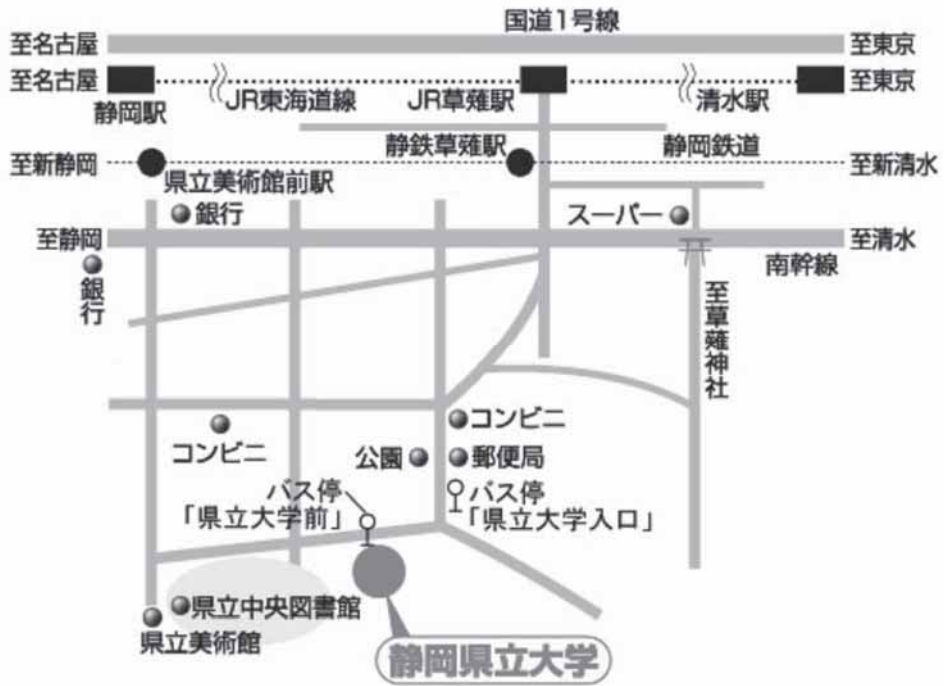 国道1号線
至名古屋
至東京
至名古屋
至東京
静岡駅
JR東海道線
JR草薙駅
清水駅
静鉄草薙駅
静岡鉄道
至新静岡
至新清水
県立美術館前駅
銀行
スーパー
至静岡
至清水
南幹線
銀行
至草薙神社
コンビニ
コンビニ
公園
郵便局
バス停
「県立大学前」
バス停
「県立大学入口」
県立中央図書館
県立美術館
静岡県立大学